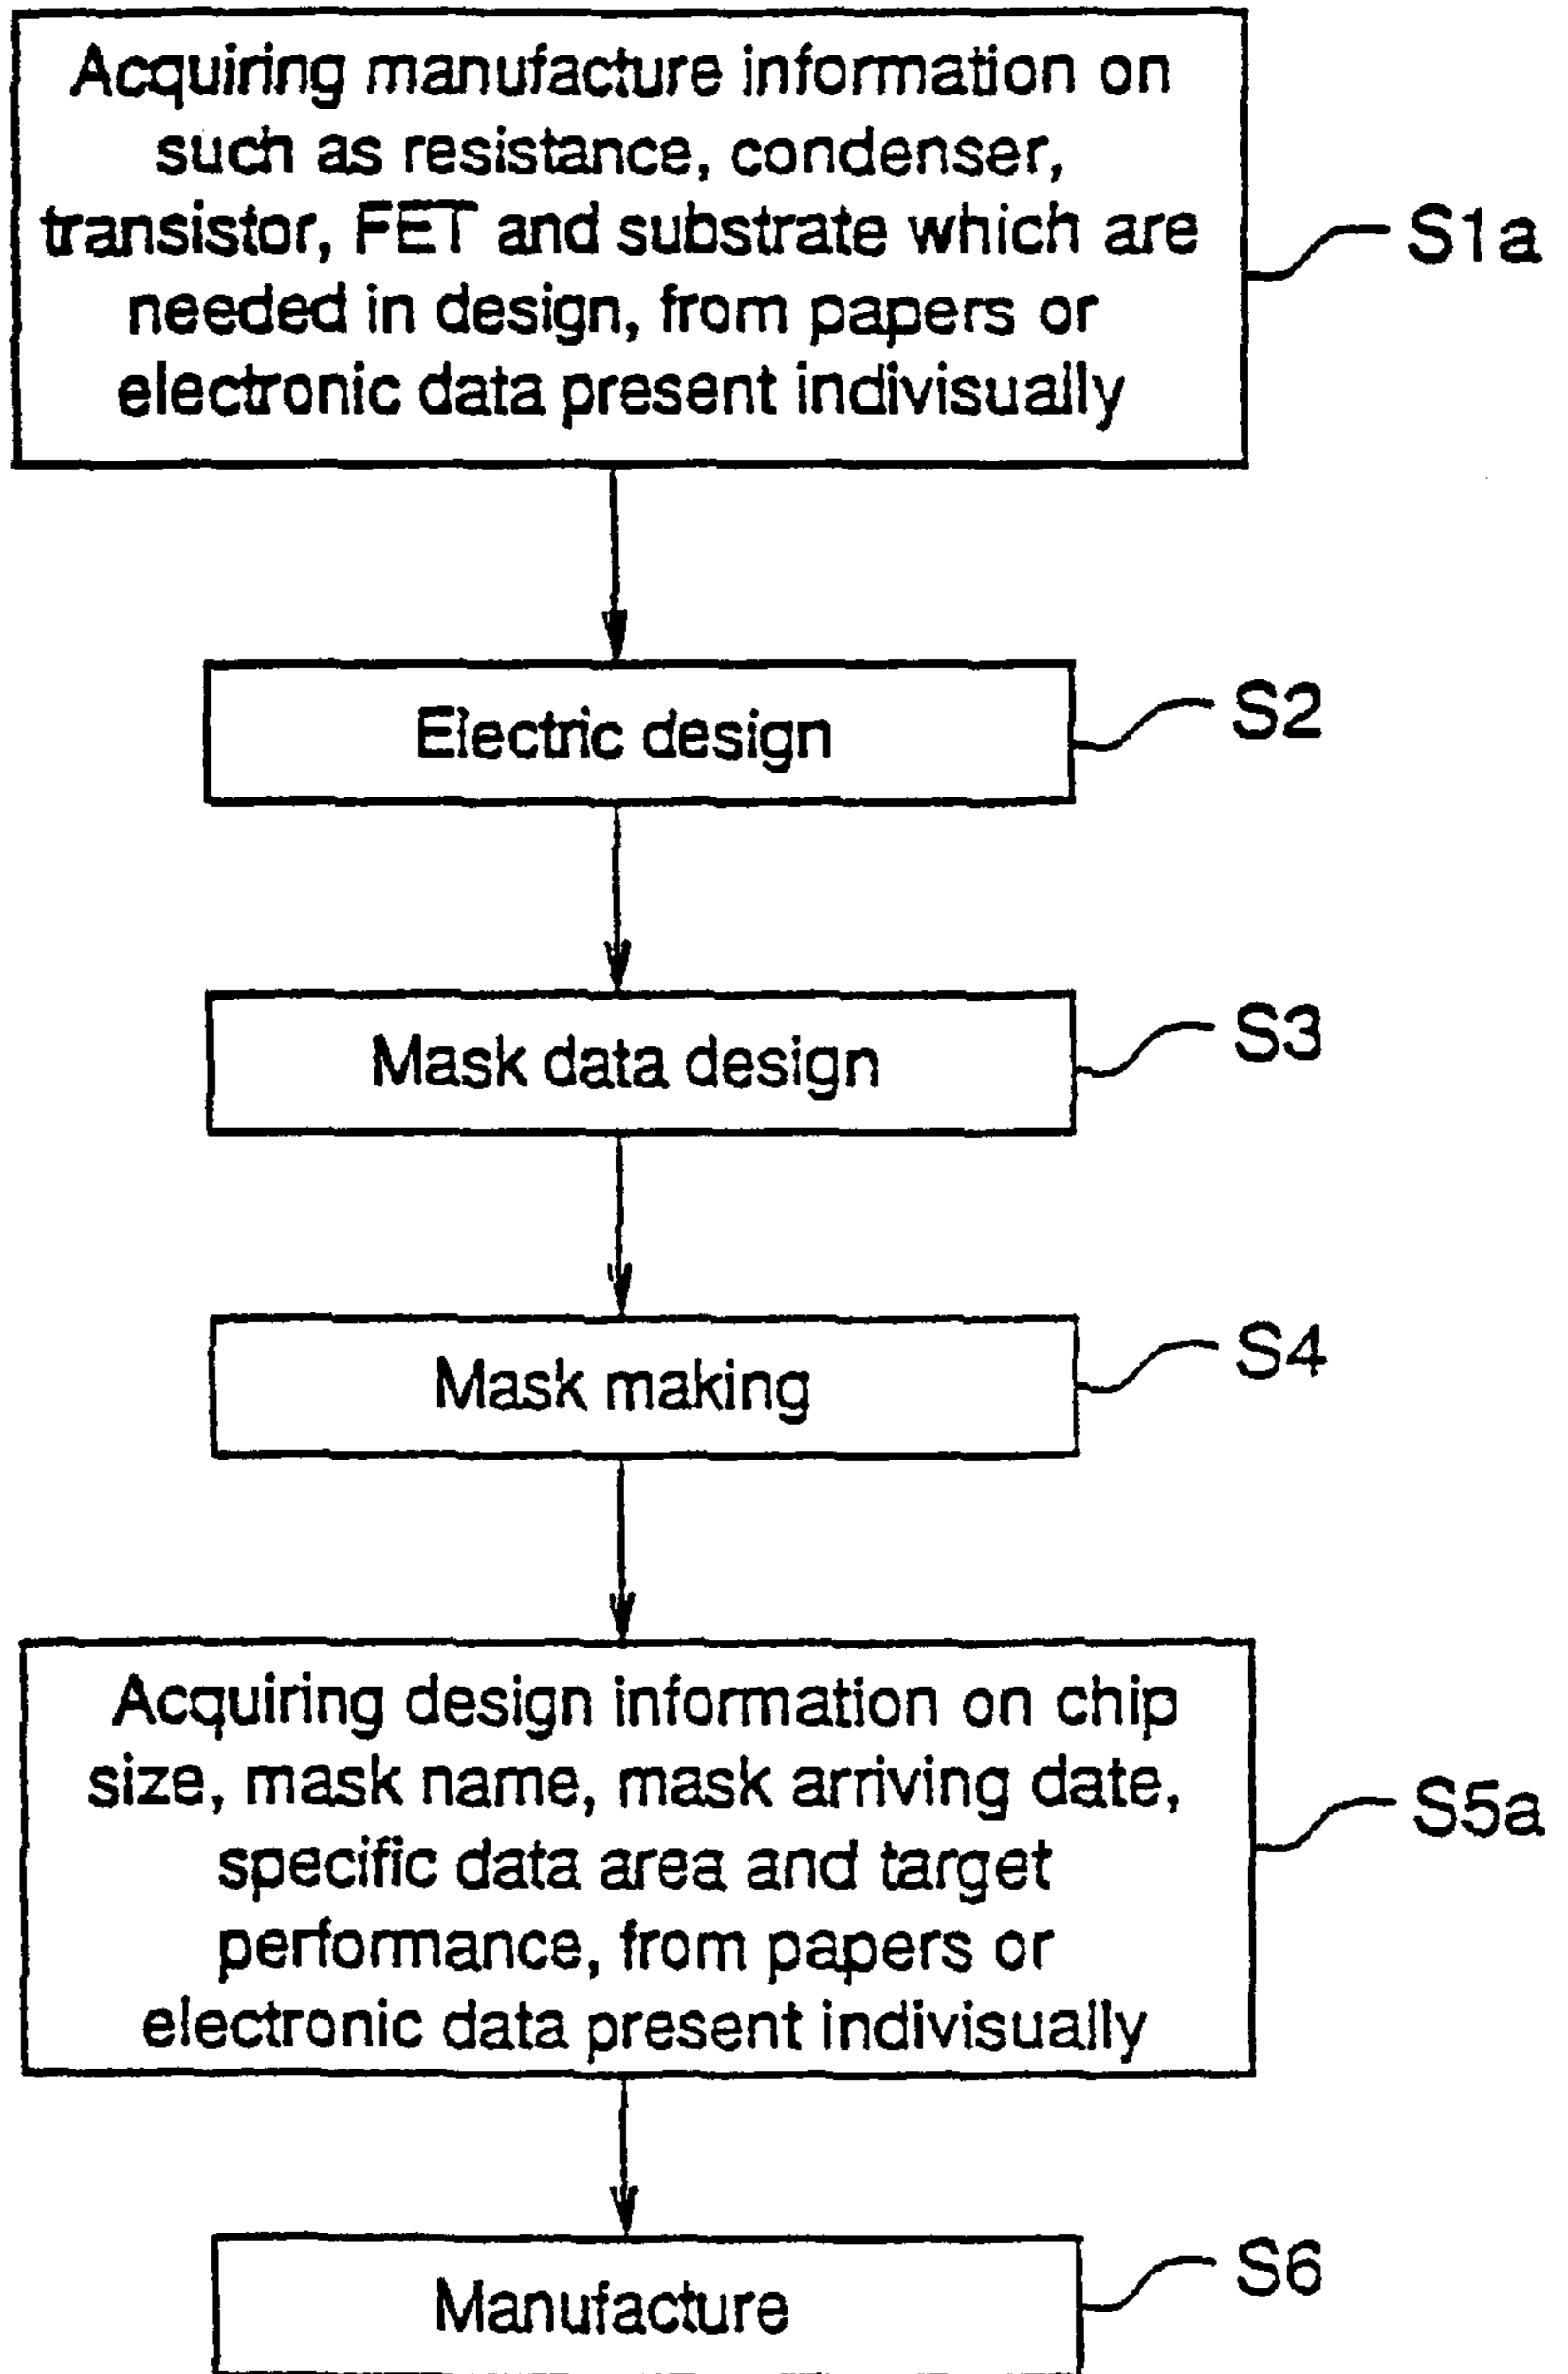 Acquiring manufacture information on
such as resistance, condenser,
transistor, FET and substrate which are
needed in design, from papers or
electronic data present indivisually
S1a
Electric design
S2
Mask data design
S3
Mask making
S4
Acquiring design information on chip
size, mask name, mask arriving date,
specific data area and target
performance, from papers or
electronic data present indivisually
S5a
Manufacture
S6